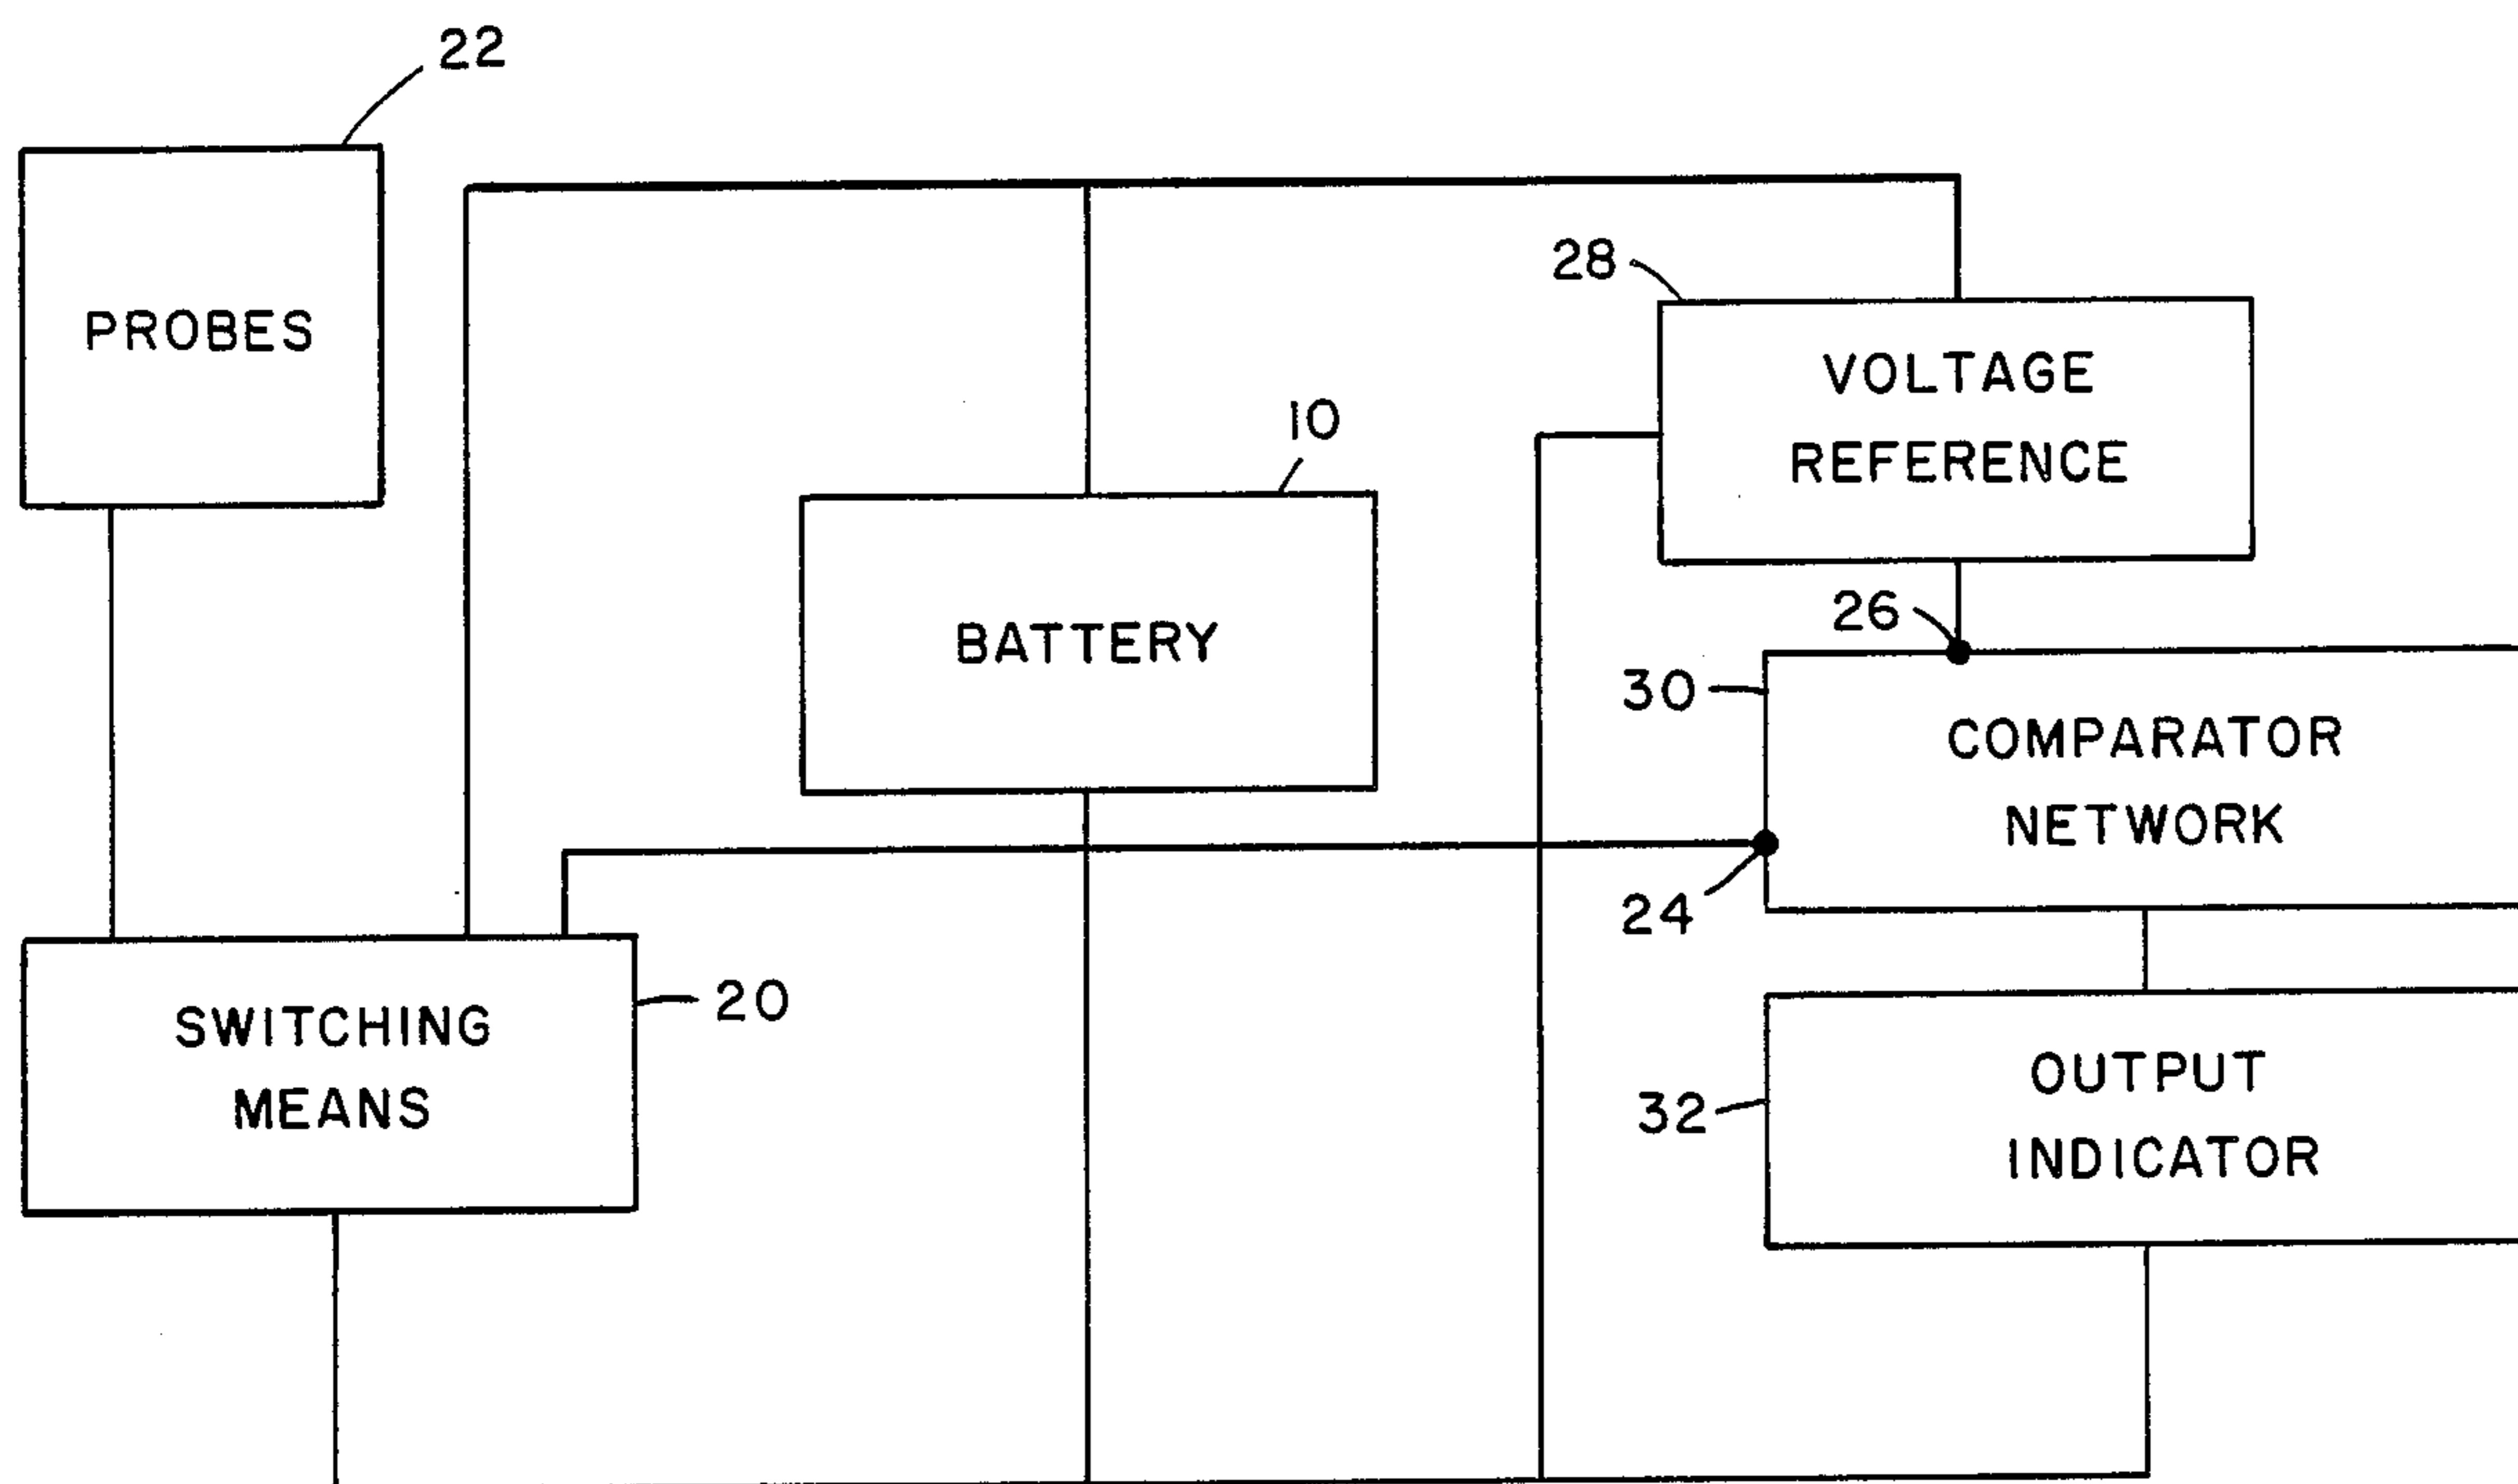 22
PROBES
28
VOLTAGE
REFERENCE
10
BATTERY
26
30
COMPARATOR
NETWORK
24
SWITCHING
MEANS
20
OUTPUT
INDICATOR
32